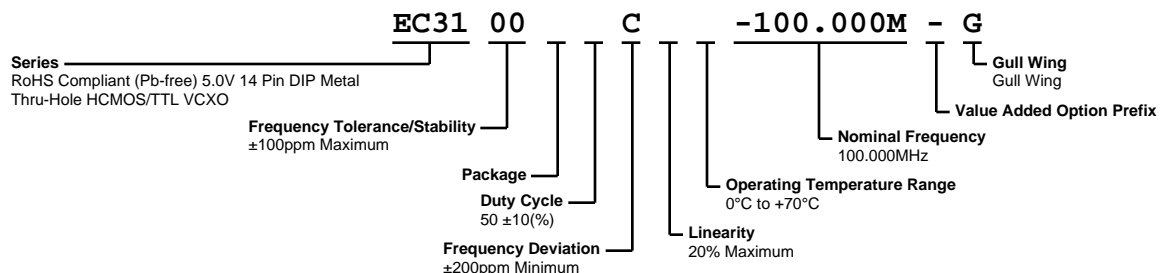 EC31 00 C -100.000M - G
Series
RoHS Compliant (Pb-free) 5.0V 14 Pin DIP Metal
Thru-Hole HCMOS/TTL VCXO
Gull Wing
Gull Wing
Value Added Option Prefix
Frequency Tolerance/Stability
±100ppm Maximum
Nominal Frequency
100.000MHz
Package
Operating Temperature Range
0°C to +70°C
Duty Cycle
50 ±10(%)
Linearity
20% Maximum
Frequency Deviation
±200ppm Minimum